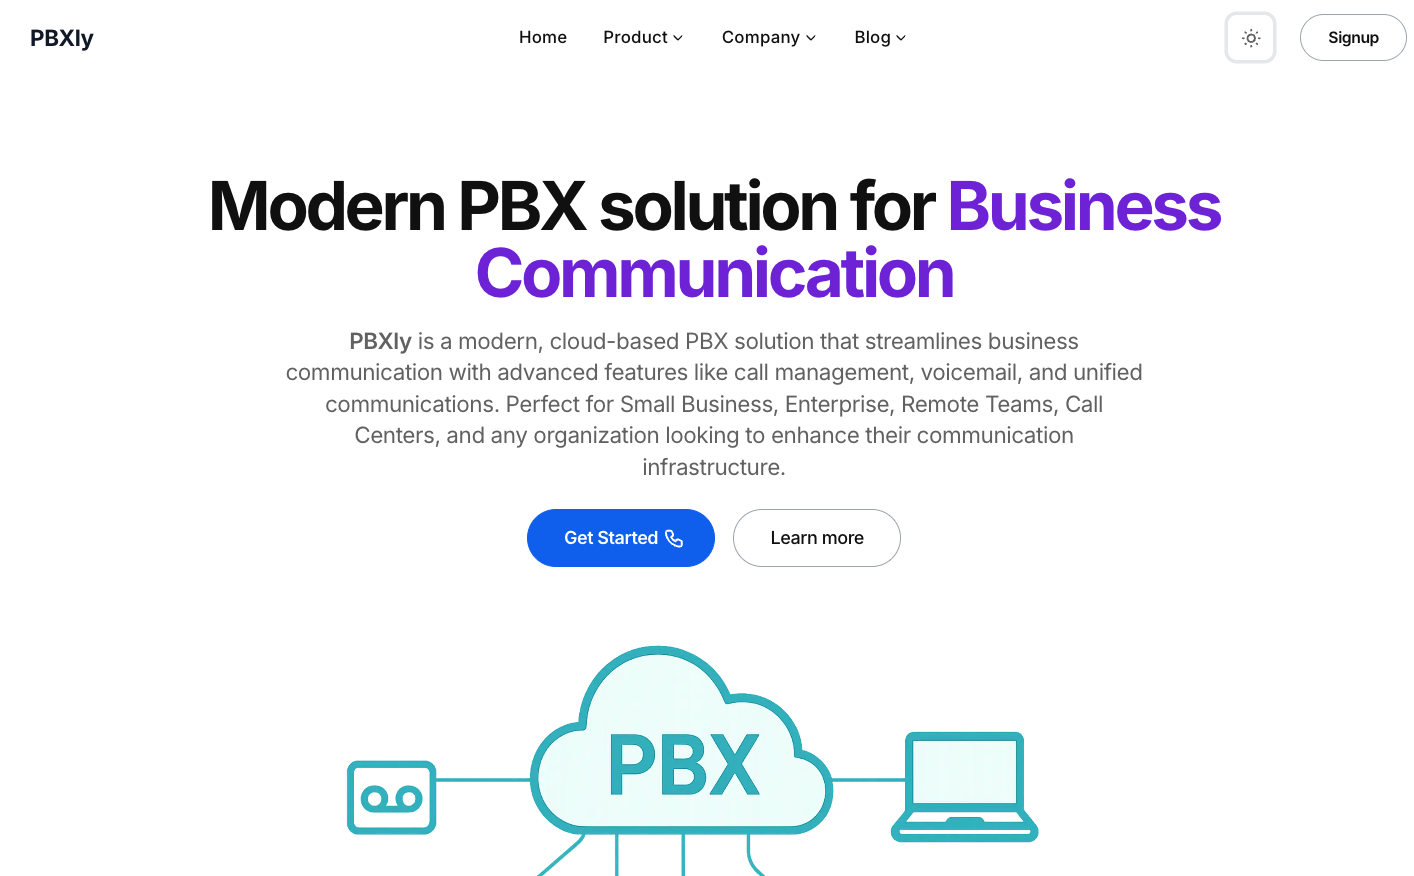 PBXly
Home
Product
Company
Blog
Signup
Modern PBX solution for Business
Communication
PBXly is a modern, cloud-based PBX solution that streamlines business
communication with advanced features like call management, voicemail, and unified
communications. Perfect for Small Business, Enterprise, Remote Teams, Call
Centers, and any organization looking to enhance their communication
infrastructure.
Get Started
Learn more
PBX